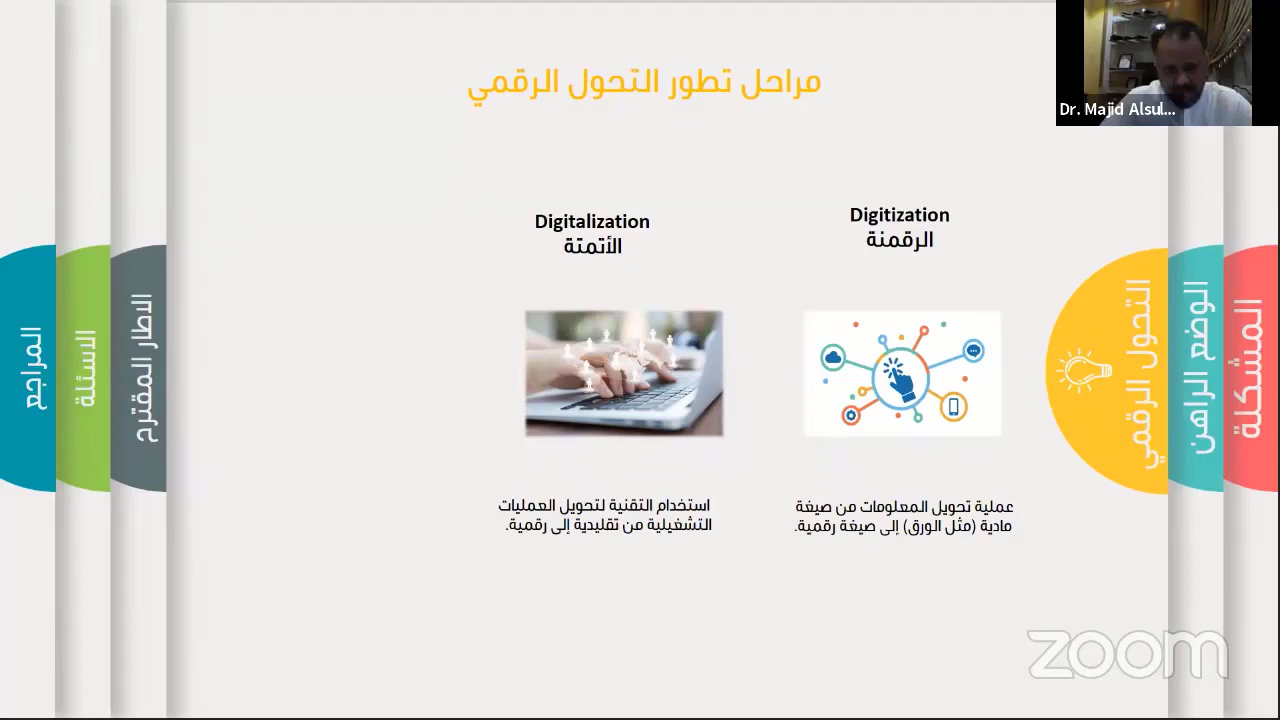 مراحل تطور التحول الرقمي
Dr. Majid Alsul...
Digitization
الرقمنة
Digitalization
الأتمتة
عملية تحويل المعلومات من صيغة
مادية (مثل الورق) إلى صيغة رقمية.
استخدام التقنية لتحويل العمليات
التشغيلية من تقليدية إلى رقمية.
المشكلة
الوضع الراهن
التحول الرقمي
الاطار المقترح
الاسئلة
المراجع
zoom